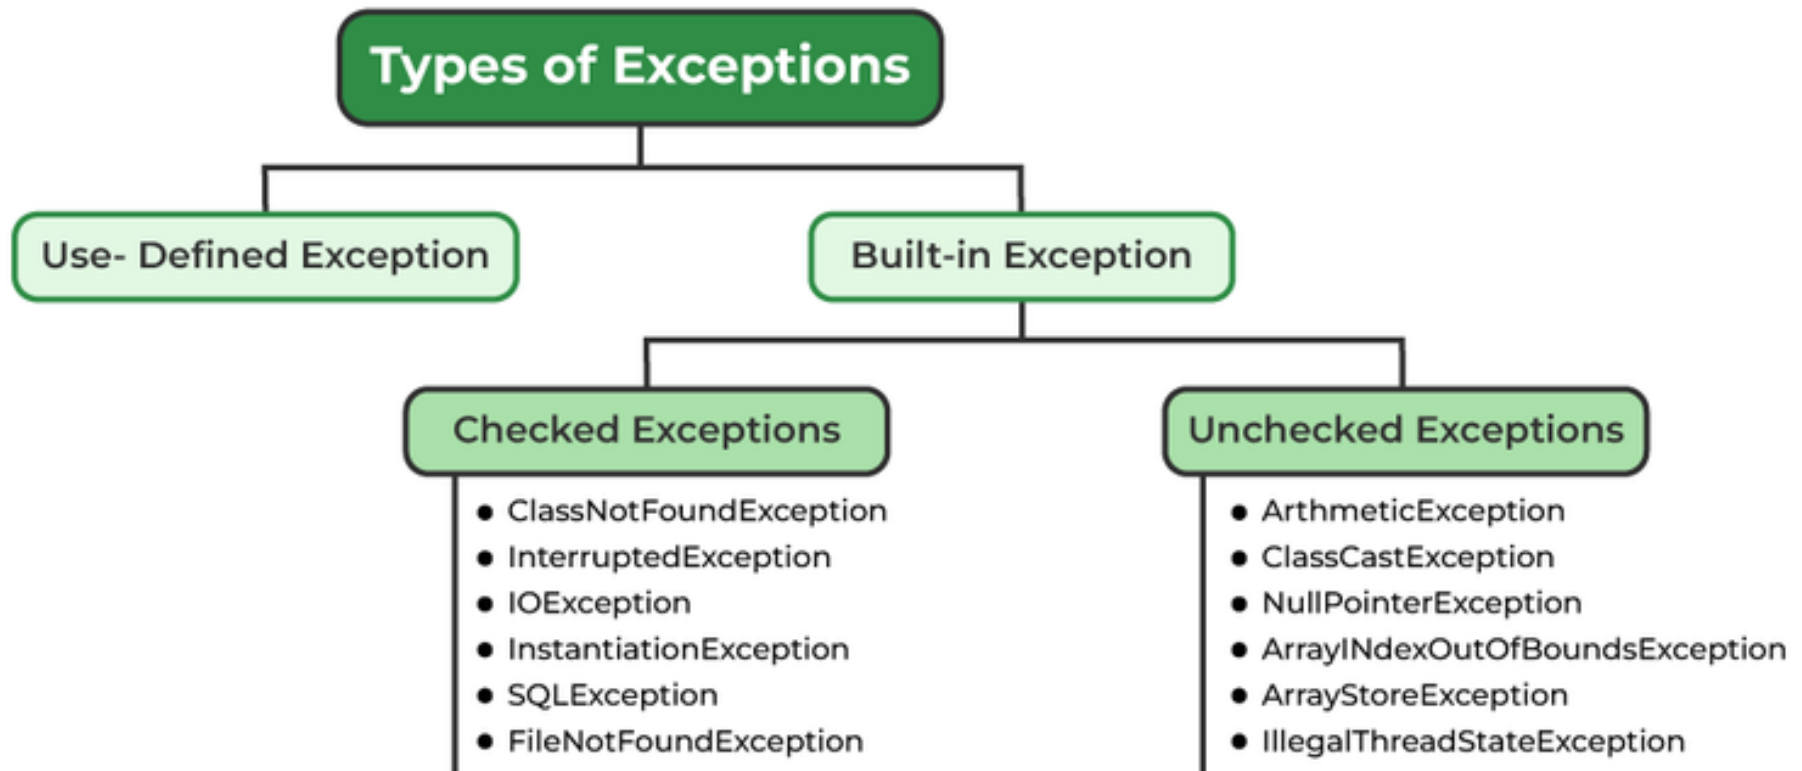 Types of Exceptions
Use- Defined Exception
Built-in Exception
Checked Exceptions
● ClassNotFoundException
● InterruptedException
● IOException
● InstantiationException
● SQLException
● FileNotFoundException
Unchecked Exceptions
● ArthmeticException
● ClassCastException
● NullPointerException
● ArrayINdexOutOfBoundsException
● ArrayStoreException
● IllegalThreadStateException